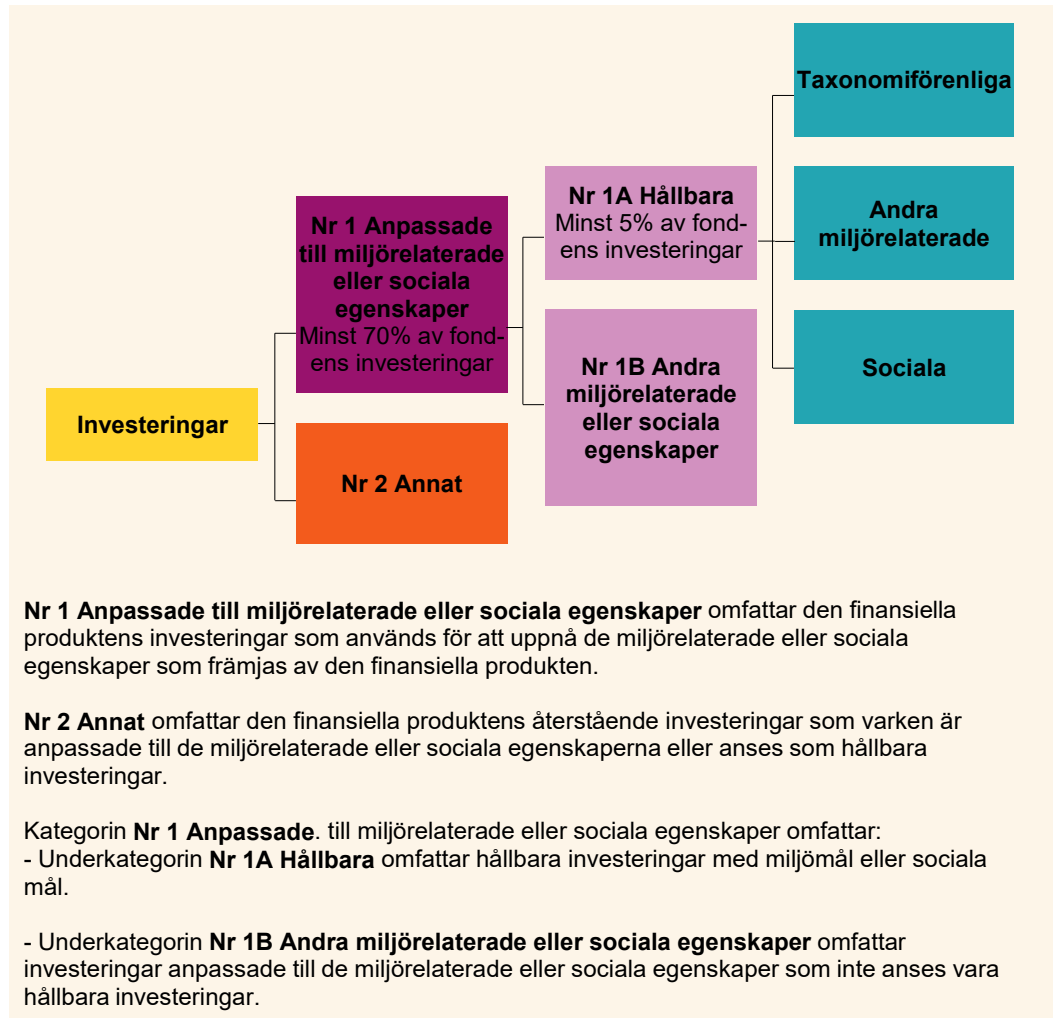 Taxonomiförenliga
Nr 1A Hållbara
Minst 5% av fond-
ens investeringar
Andra
miljörelaterade
Nr 1 Anpassade
till miljörelaterade
eller sociala
egenskaper
Minst 70% av fond-
ens investeringar
Nr 1B Andra
miljörelaterade
eller sociala
egenskaper
Sociala
Investeringar
Nr 2 Annat
Nr 1 Anpassade till miljörelaterade eller sociala egenskaper omfattar den finansiella
produktens investeringar som används för att uppnå de miljörelaterade eller sociala
egenskaper som främjas av den finansiella produkten.
Nr 2 Annat omfattar den finansiella produktens återstående investeringar som varken är
anpassade till de miljörelaterade eller sociala egenskaperna eller anses som hållbara
investeringar.
Kategorin Nr 1 Anpassade. till miljörelaterade eller sociala egenskaper omfattar:
- Underkategorin Nr 1A Hållbara omfattar hållbara investeringar med miljömål eller sociala
mål.
- Underkategorin Nr 1B Andra miljörelaterade eller sociala egenskaper omfattar
investeringar anpassade till de miljörelaterade eller sociala egenskaper som inte anses vara
hållbara investeringar.